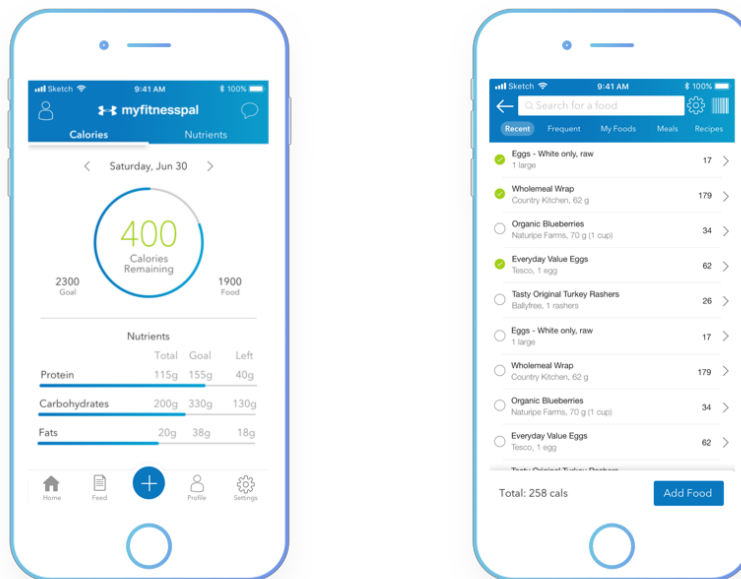 Sketch 9:41 AM 100%
myfitnesspal
Calories Nutrients
Saturday, Jun 30
400
Calories
Remaining
2300 1900
Goal Food
Nutrients
Total Goal Left
Protein 115g 155g 40g
Carbohydrates 200g 330g 130g
Fats 20g 38g 18g
Home Feed + Profile Settings
Sketch 9:41 AM 100%
Search for a food
Recent Frequent My Foods Meals Recipes
Eggs - White only, raw
1 large 17
Wholemeal Wrap
Country Kitchen, 62 g 179
Organic Blueberries
Naturipe Farms, 70 g (1 cup) 34
Everyday Value Eggs
Tesco, 1 egg 62
Tasty Original Turkey Rashers
Ballyfree, 1 rashers 26
Eggs - White only, raw
1 large 17
Wholemeal Wrap
Country Kitchen, 62 g 179
Organic Blueberries
Naturipe Farms, 70 g (1 cup) 34
Everyday Value Eggs
Tesco, 1 egg 62
Total: 258 cals Add Food